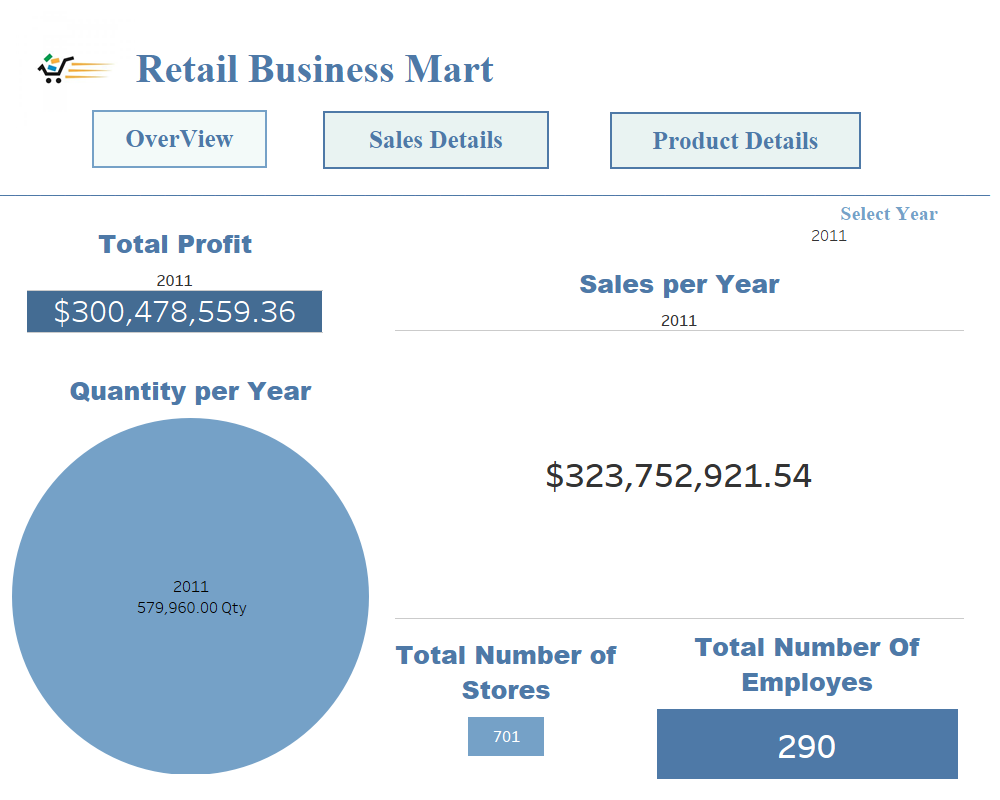 Retail Business Mart
OverView
Sales Details
Product Details
Select Year
2011
Total Profit
2011
$300,478,559.36
Sales per Year
2011
$323,752,921.54
Quantity per Year
2011
579,960.00 Qty
Total Number of
Stores
701
Total Number Of
Employes
290